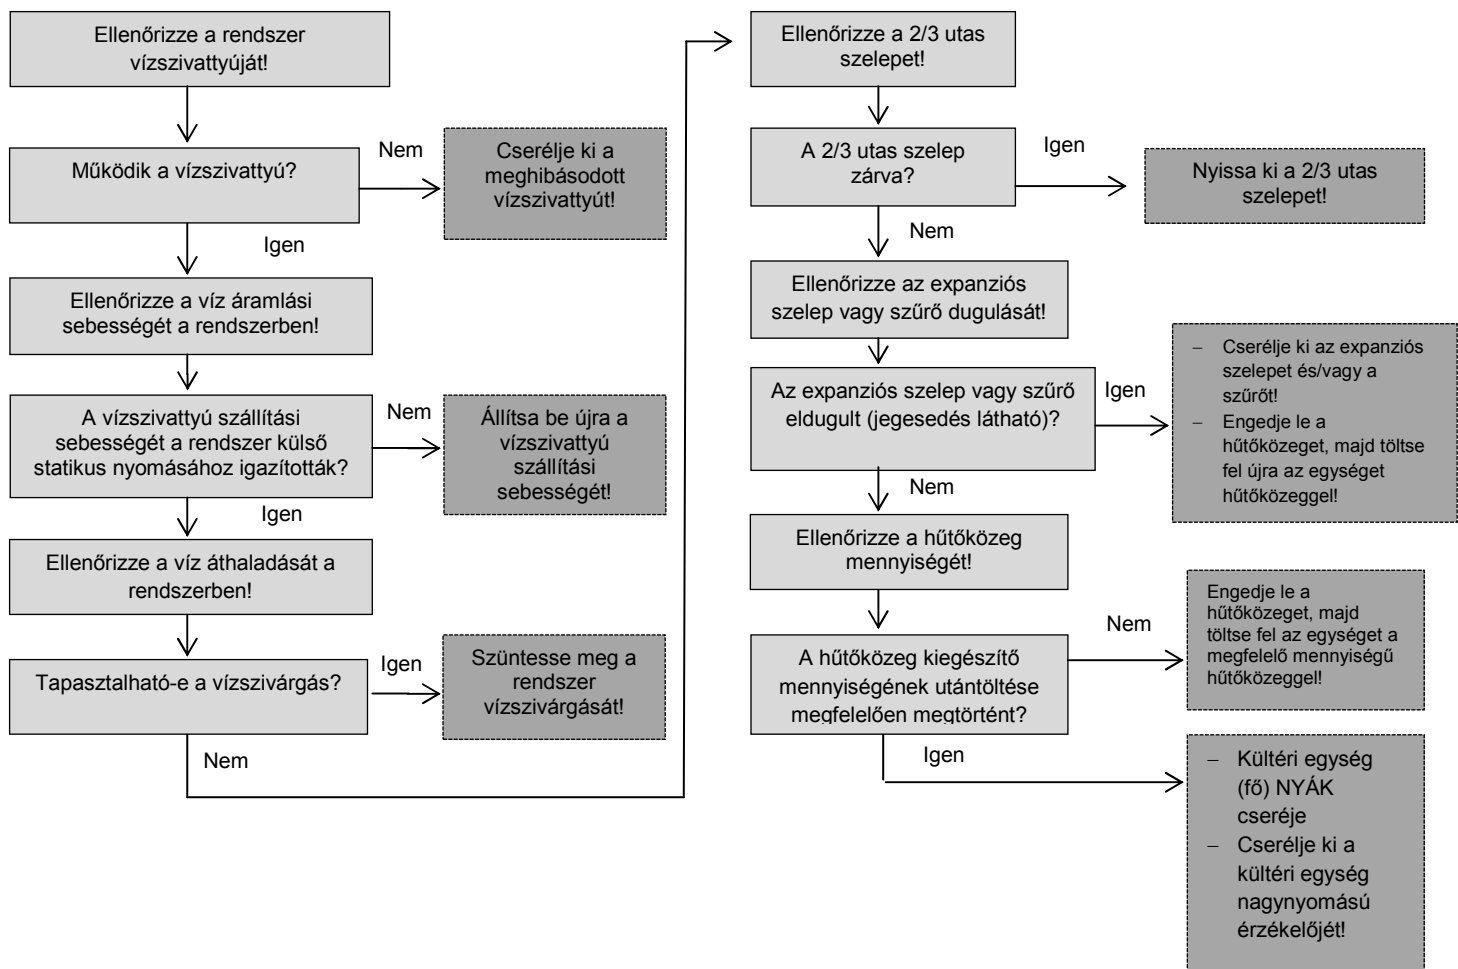 Ellenőrizze a rendszer
vízszivattyúját!
Működik a vízszivattyú?
Nem
Cserélje ki a
meghibásodott
vízszivattyút!
Igen
Ellenőrizze a víz áramlási
sebességét a rendszerben!
A vízszivattyú szállítási
sebességét a rendszer külső
statikus nyomásához igazították?
Nem
Állítsa be újra a
vízszivattyú
szállítási
sebességét!
Igen
Ellenőrizze a víz áthaladását a
rendszerben!
Tapasztalható-e a vízszivárgás?
Igen
Szüntesse meg a
rendszer
vízszivárgását!
Nem
Ellenőrizze a 2/3 utas
szelepet!
A 2/3 utas szelep
zárva?
Igen
Nyissa ki a 2/3 utas
szelepet!
Nem
Ellenőrizze az expanziós
szelep vagy szűrő dugulását!
Az expanziós szelep vagy szűrő
eldugult (jegesedés látható)?
Igen
– Cserélje ki az expanziós
szelepet és/vagy a
szűrőt!
– Engedje le a
hűtőközeget, majd töltse
fel újra az egységet
hűtőközeggel!
Nem
Ellenőrizze a hűtőközeg
mennyiségét!
A hűtőközeg kiegészítő
mennyiségének utántöltése
megfelelően megtörtént?
Nem
Engedje le a
hűtőközeget, majd
töltse fel az egységet a
megfelelő mennyiségű
hűtőközeggel!
Igen
– Kültéri egység
(fő) NYÁK
cseréje
– Cserélje ki a
kültéri egység
nagynyomású
érzékelőjét!